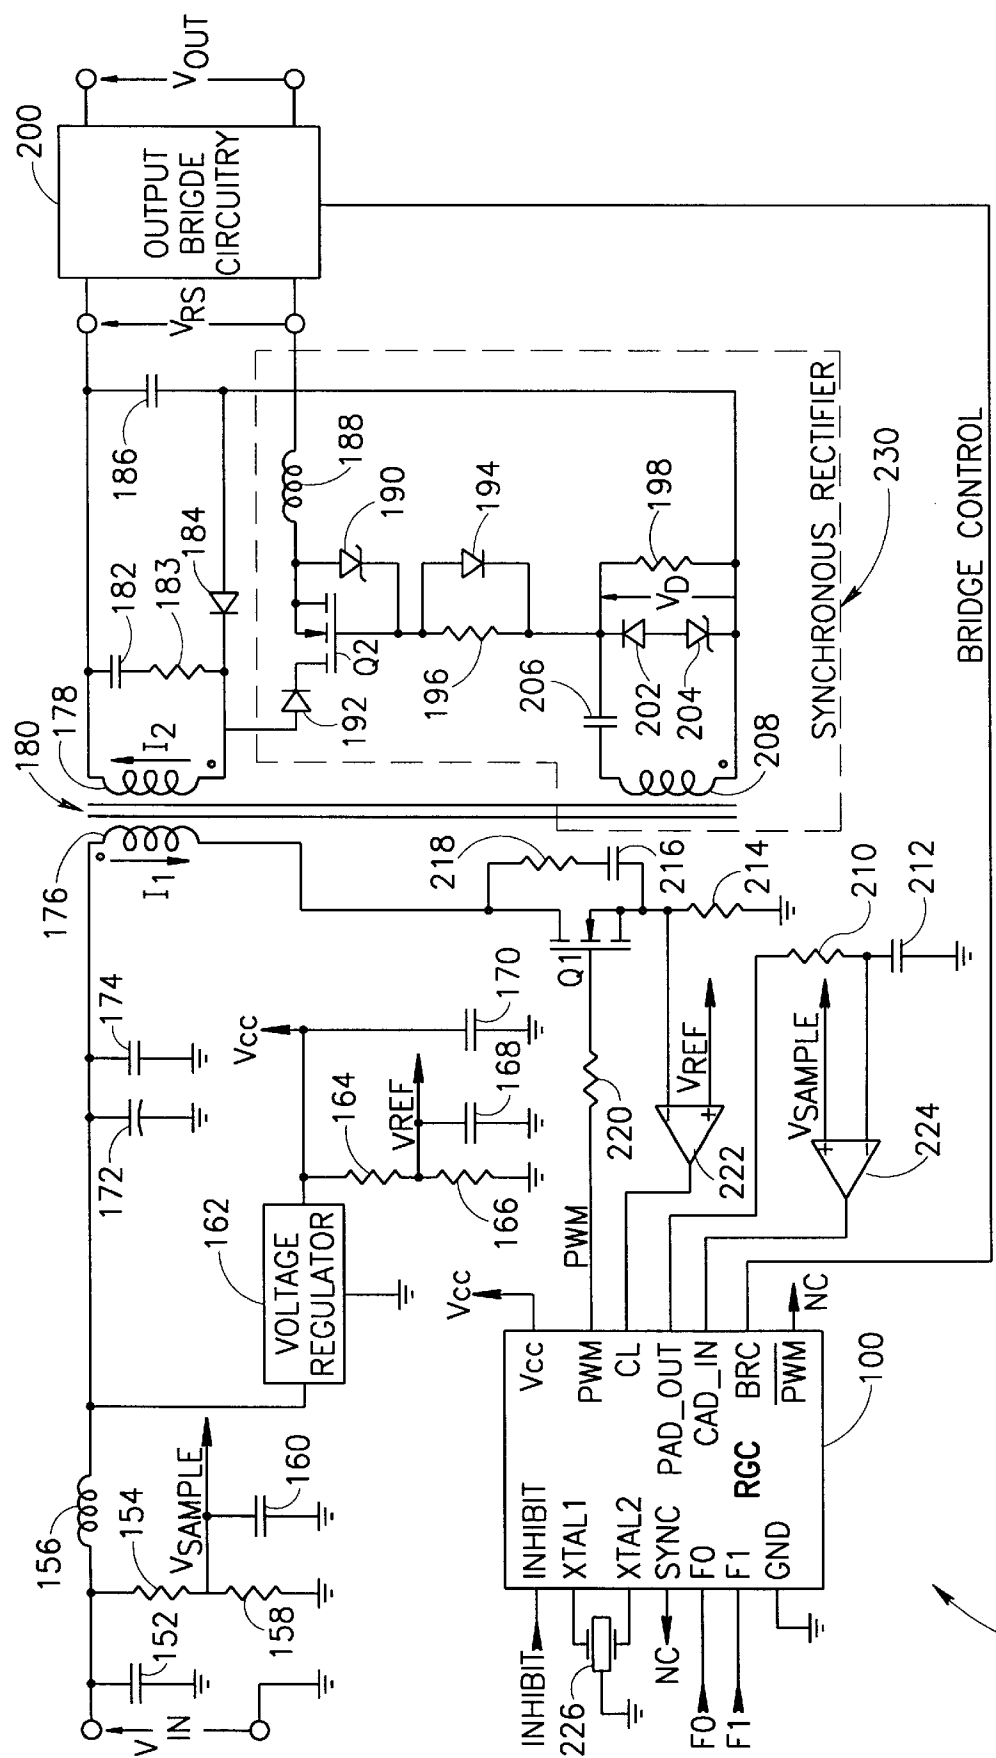 V IN
152
154
156
158
160
VSAMPLE
162
VOLTAGE
REGULATOR
Vcc
164
166
VREF
168
170
172
174
176
I1
180
178
I2
182
183
184
186
VRS
200
OUTPUT
BRIGDE
CIRCUITRY
VOUT
188
190
192
Q2
194
196
198
VD
202
204
206
208
SYNCHRONOUS RECTIFIER
230
BRIDGE CONTROL
218
216
214
Q1
220
PWM
222
VREF
-
+
210
212
VSAMPLE
+
-
224
Vcc
INHIBIT
226
NC
F0
F1
INHIBIT
XTAL1
XTAL2
SYNC
F0
F1
GND
RGC
Vcc
PWM
CL
PAD_OUT
CAD_IN
BRC
PWM
NC
100